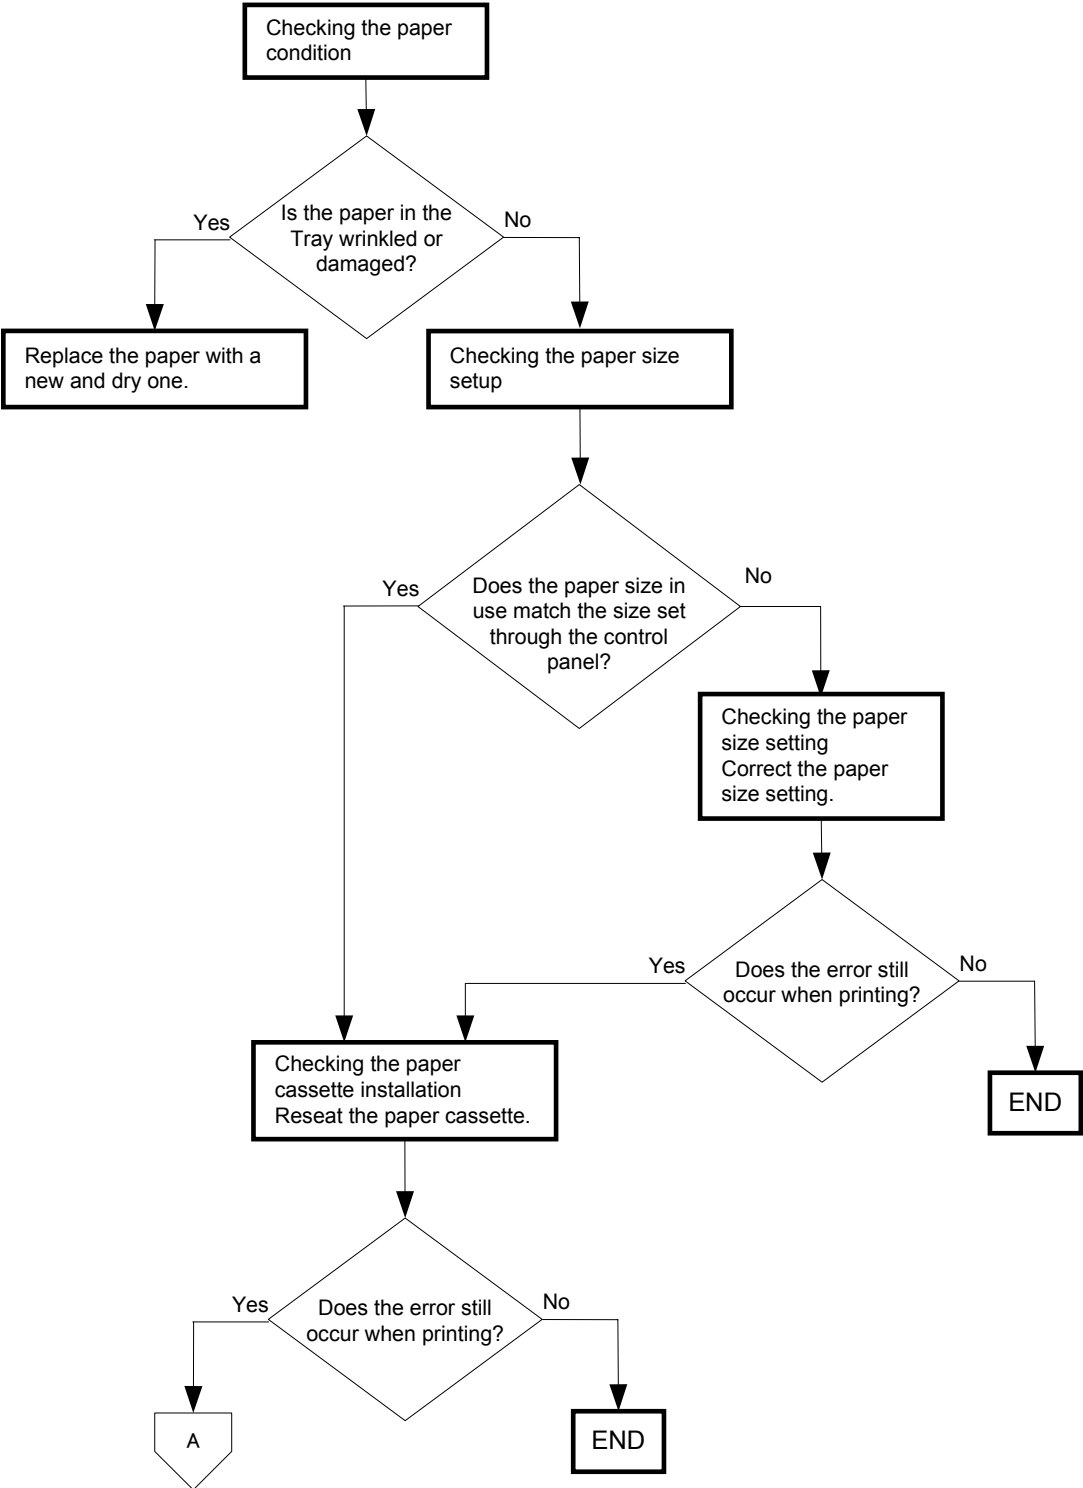 Checking the paper
condition
Is the paper in the
Tray wrinkled or
damaged?
Yes
No
Replace the paper with a
new and dry one.
Checking the paper size
setup
Does the paper size in
use match the size set
through the control
panel?
Yes
No
Checking the paper
size setting
Correct the paper
size setting.
Does the error still
occur when printing?
Yes
No
END
Checking the paper
cassette installation
Reseat the paper cassette.
Does the error still
occur when printing?
Yes
No
A
END